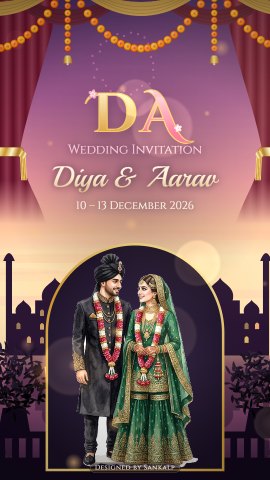 DA
WEDDING INVITATION
Diya & Aarav
10 – 13 DECEMBER 2026
DESIGNED BY SANKALP